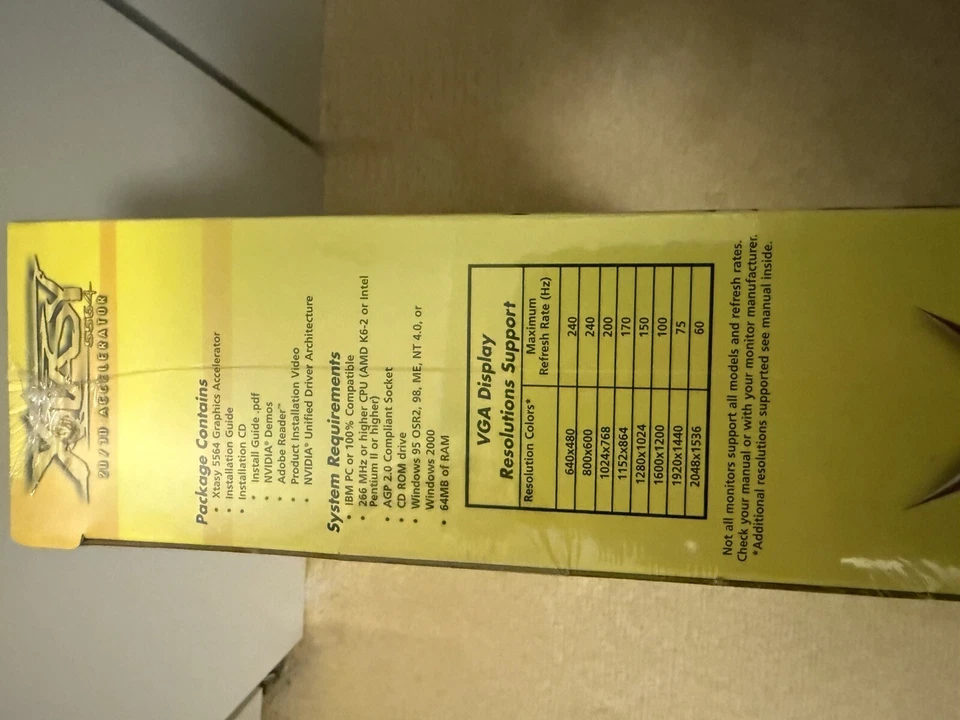 XTASY
5564
2D/3D ACCELERATOR
Package Contains
• Xtasy 5564 Graphics Accelerator
• Installation Guide
• Installation CD
• Install Guide .pdf
• NVIDIA® Demos
• Adobe Reader™
• Product Installation Video
• NVIDIA® Unified Driver Architecture
System Requirements
• IBM PC or 100% Compatible
• 266 MHz or higher CPU (AMD K6-2 or Intel
Pentium II or higher)
• AGP 2.0 Compliant Socket
• CD ROM drive
• Windows 95 OSR2, 98, ME, NT 4.0, or
Windows 2000
• 64MB of RAM
VGA Display
Resolutions Support
Resolution Colors* Maximum
Refresh Rate (Hz)
640x480 240
800x600 240
1024x768 200
1152x864 170
1280x1024 150
1600x1200 100
1920x1440 75
2048x1536 60
Not all monitors support all models and refresh rates.
Check your manual or with your monitor manufacturer.
*Additional resolutions supported see manual inside.